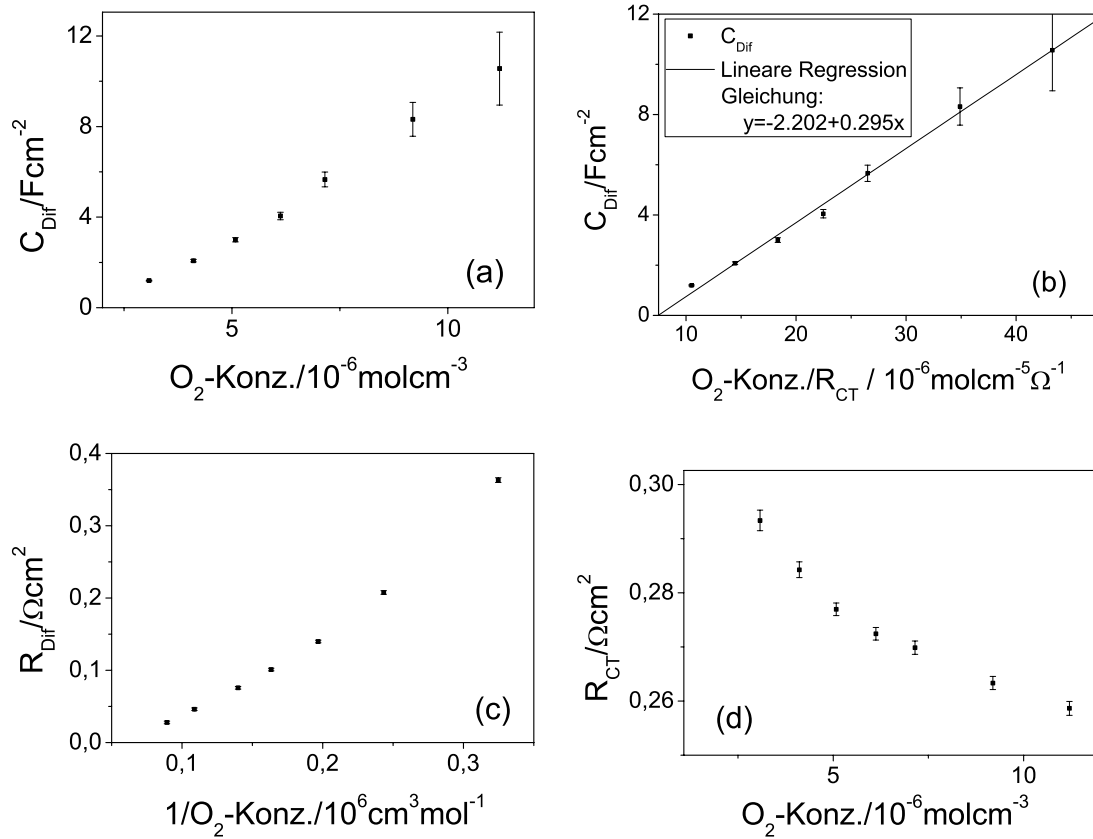 12
8
4
0
C_Dif/Fcm^-2
(a)
5
10
O₂-Konz./10^-6molcm^-3
12
8
4
0
C_Dif/Fcm^-2
C_Dif
Lineare Regression
Gleichung:
y=-2.202+0.295x
(b)
10
20
30
40
O₂-Konz./R_CT / 10^-6molcm^-5Ω^-1
0,4
0,3
0,2
0,1
0,0
R_Dif/Ωcm^2
(c)
0,1
0,2
0,3
1/O₂-Konz./10^6cm^3mol^-1
0,30
0,28
0,26
R_CT/Ωcm^2
(d)
5
10
O₂-Konz./10^-6molcm^-3